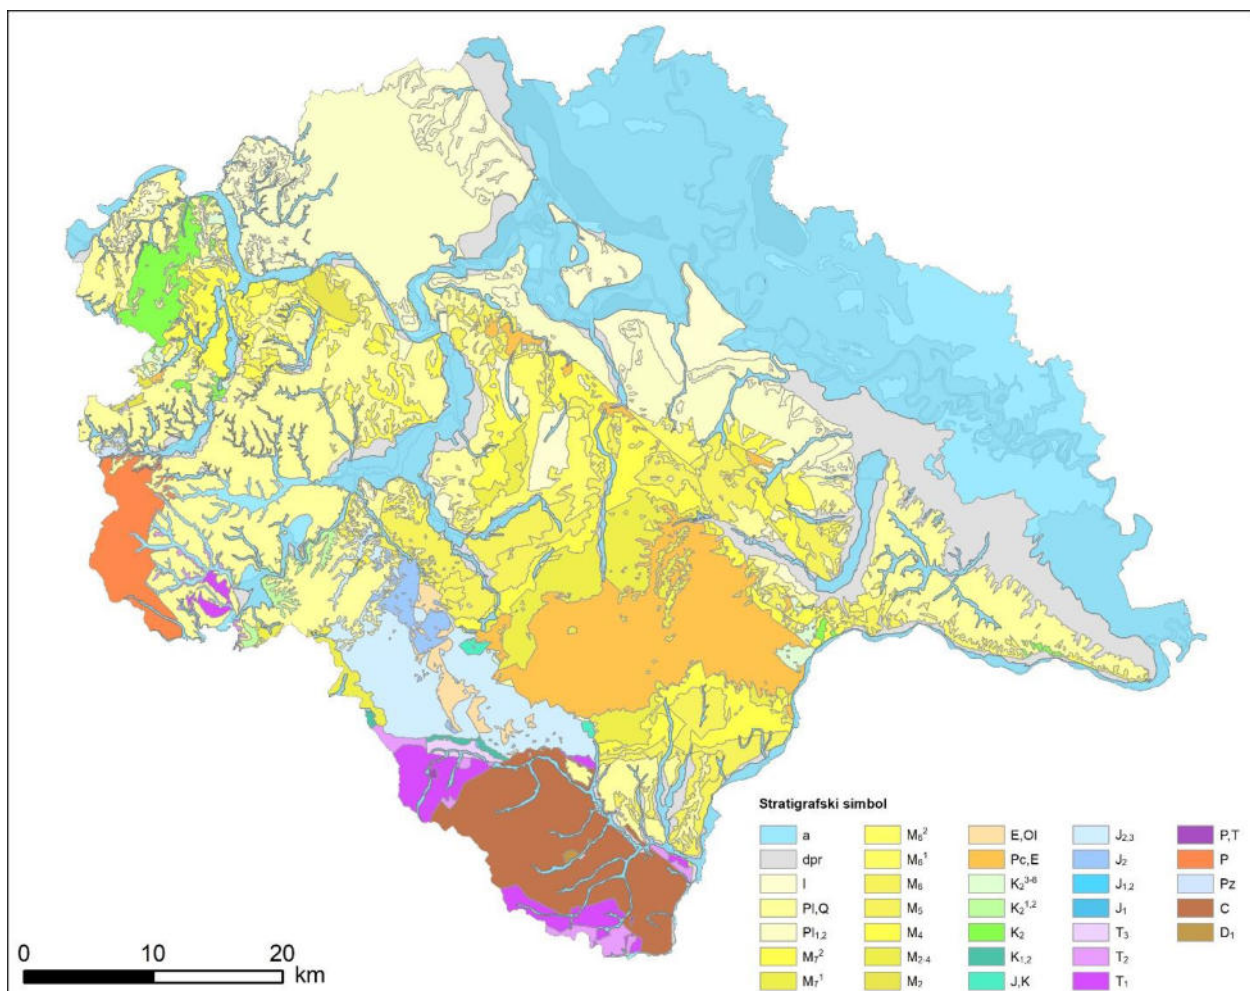 Stratigrafski simbol
a
dpr
l
Pl,Q
Pl₁,₂
M₇²
M₇¹
M₆²
M₆¹
M₆
M₅
M₄
M₂₋₄
M₂
E,Ol
Pc,E
K₂³⁻⁶
K₂¹,²
K₂
K₁,₂
J,K
J₂,₃
J₂
J₁,₂
J₁
T₃
T₂
T₁
P,T
P
Pz
C
D₁
0 10 20
km